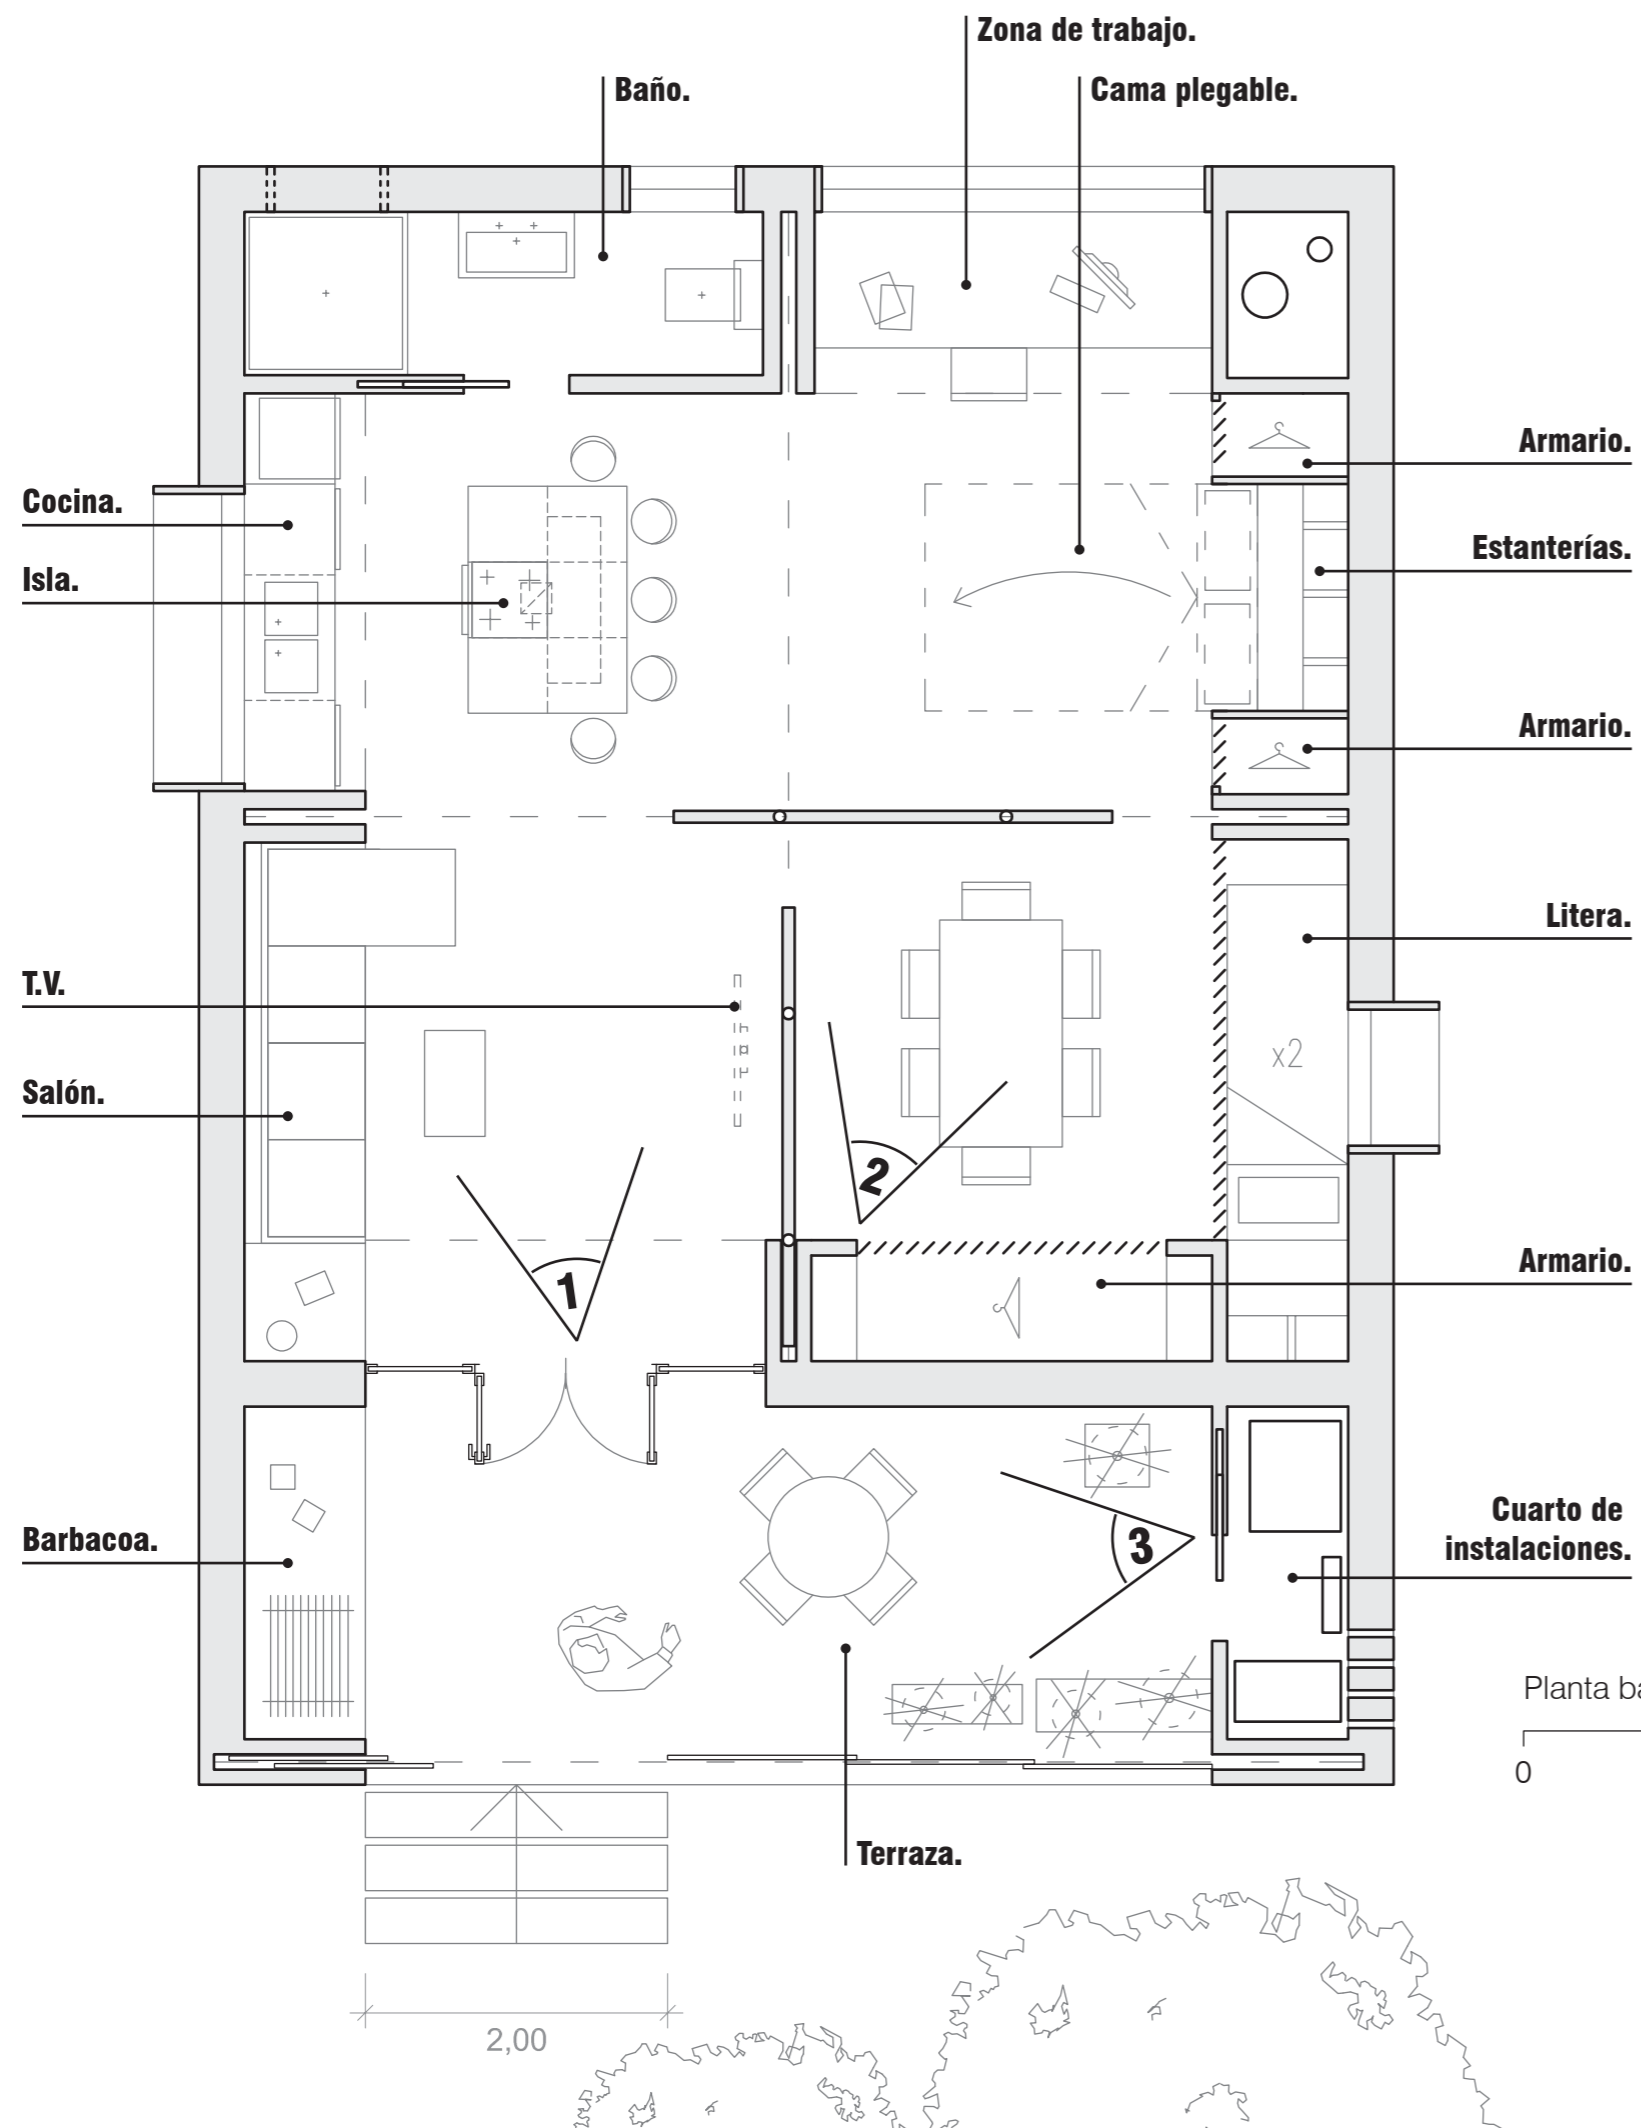 Zona de trabajo.
Baño.
Cama plegable.
Armario.
Cocina.
Estanterías.
Isla.
Armario.
Litera.
T.V.
x2
Salón.
2
Armario.
1
Cuarto de
instalaciones.
Barbacoa.
3
Planta
0
Terraza.
2,00